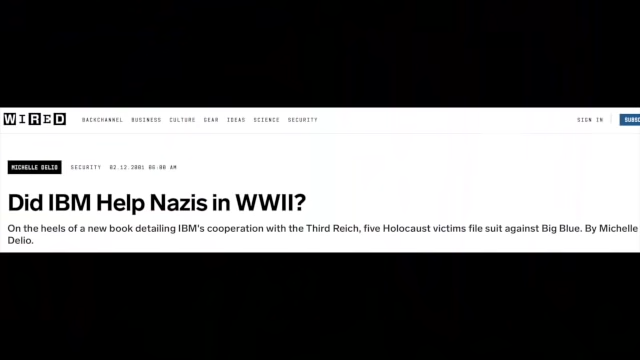 WIRED BACKCHANNEL BUSINESS CULTURE GEAR IDEAS SCIENCE SECURITY SIGN IN SUBSC
MICHELLE DELIO SECURITY 02.12.2001 06:00 AM
Did IBM Help Nazis in WWII?
On the heels of a new book detailing IBM's cooperation with the Third Reich, five Holocaust victims file suit against Big Blue. By Michelle
Delio.